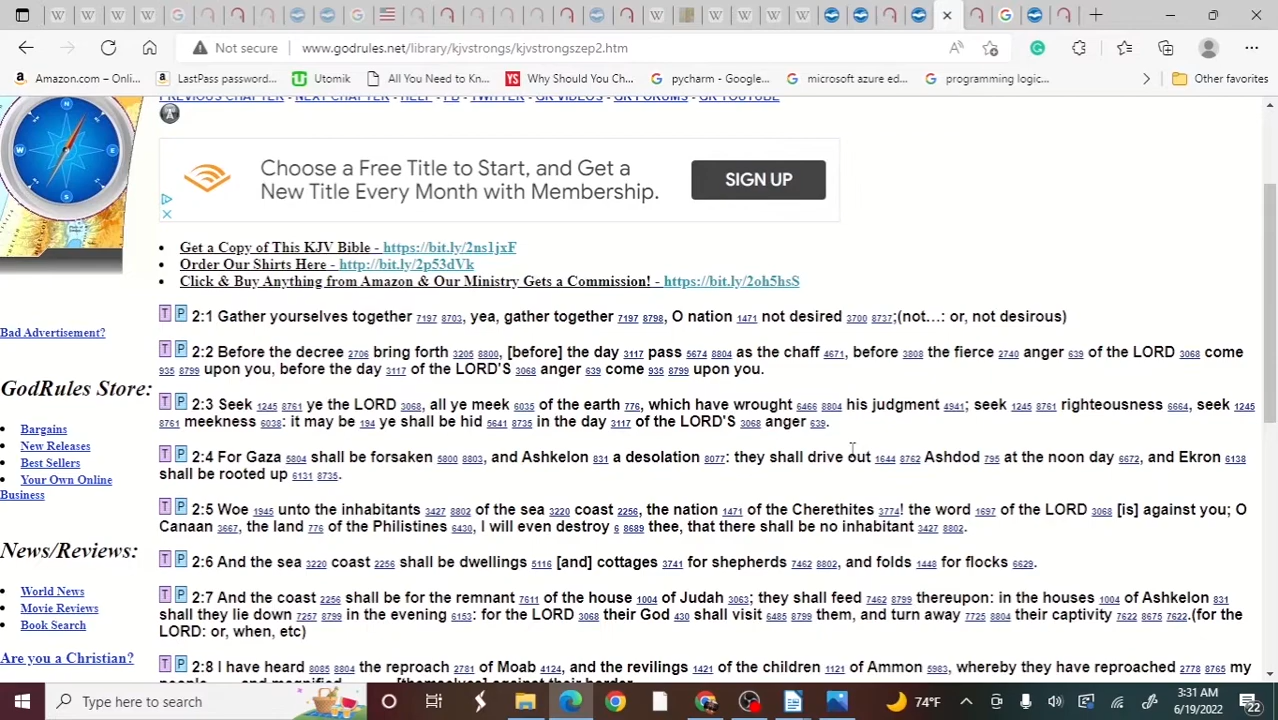 Not secure
www.godrules.net/library/kjvstrongs/kjvstrongszep2.htm
Amazon.com – Onli...
LastPass password...
Utomik
All You Need to Kn...
Why Should You Ch...
pycharm - Google...
microsoft azure ed...
programming logic...
Other favorites
PREVIOUS CHAPTER - NEXT CHAPTER - HELP - FB - TWITTER - GR VIDEOS - GR FORUMS - GR YOUTUBE
Choose a Free Title to Start, and Get a
New Title Every Month with Membership.
SIGN UP
• Get a Copy of This KJV Bible - https://bit.ly/2ns1jxF
• Order Our Shirts Here - http://bit.ly/2p53dVk
• Click & Buy Anything from Amazon & Our Ministry Gets a Commission! - https://bit.ly/2oh5hsS
T P 2:1 Gather yourselves together 7197 8703, yea, gather together 7197 8798, O nation 1471 not desired 3700 8737;(not…: or, not desirous)
T P 2:2 Before the decree 2706 bring forth 3205 8800, [before] the day 3117 pass 5674 8804 as the chaff 4671, before 3808 the fierce 2740 anger 639 of the LORD 3068 come
935 8799 upon you, before the day 3117 of the LORD'S 3068 anger 639 come 935 8799 upon you.
T P 2:3 Seek 1245 8761 ye the LORD 3068, all ye meek 6035 of the earth 776, which have wrought 6466 8804 his judgment 4941; seek 1245 8761 righteousness 6664, seek 1245
8761 meekness 6038: it may be 194 ye shall be hid 5641 8735 in the day 3117 of the LORD'S 3068 anger 639.
T P 2:4 For Gaza 5804 shall be forsaken 5800 8803, and Ashkelon 831 a desolation 8077: they shall drive out 1644 8762 Ashdod 795 at the noon day 6672, and Ekron 6138
shall be rooted up 6131 8735.
T P 2:5 Woe 1945 unto the inhabitants 3427 8802 of the sea 3220 coast 2256, the nation 1471 of the Cherethites 3774! the word 1697 of the LORD 3068 [is] against you; O
Canaan 3667, the land 776 of the Philistines 6430, I will even destroy 6 8689 thee, that there shall be no inhabitant 3427 8802.
T P 2:6 And the sea 3220 coast 2256 shall be dwellings 5116 [and] cottages 3741 for shepherds 7462 8802, and folds 1448 for flocks 6629.
T P 2:7 And the coast 2256 shall be for the remnant 7611 of the house 1004 of Judah 3063; they shall feed 7462 8799 thereupon: in the houses 1004 of Ashkelon 831
shall they lie down 7257 8799 in the evening 6153: for the LORD 3068 their God 430 shall visit 6485 8799 them, and turn away 7725 8804 their captivity 7622 8675 7622.(for the
LORD: or, when, etc)
T P 2:8 I have heard 8085 8804 the reproach 2781 of Moab 4124, and the revilings 1421 of the children 1121 of Ammon 5983, whereby they have reproached 2778 8765 my
[themselves] against their border
Bad Advertisement?
GodRules Store:
Bargains
New Releases
Best Sellers
Your Own Online
Business
News/Reviews:
World News
Movie Reviews
Book Search
Are you a Christian?
Type here to search
74°F
3:31 AM
6/19/2022
22